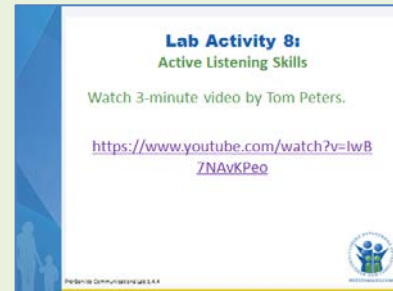 Lab Activity 8:
Active Listening Skills
Watch 3-minute video by Tom Peters.
https://www.youtube.com/watch?v=IwB
7NAvKPeo